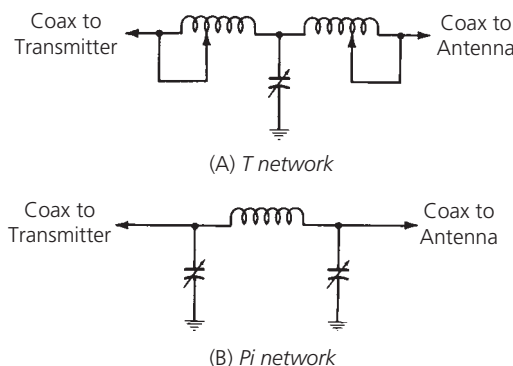 Coax to
Transmitter
Coax to
Antenna
(A) T network
Coax to
Transmitter
Coax to
Antenna
(B) Pi network